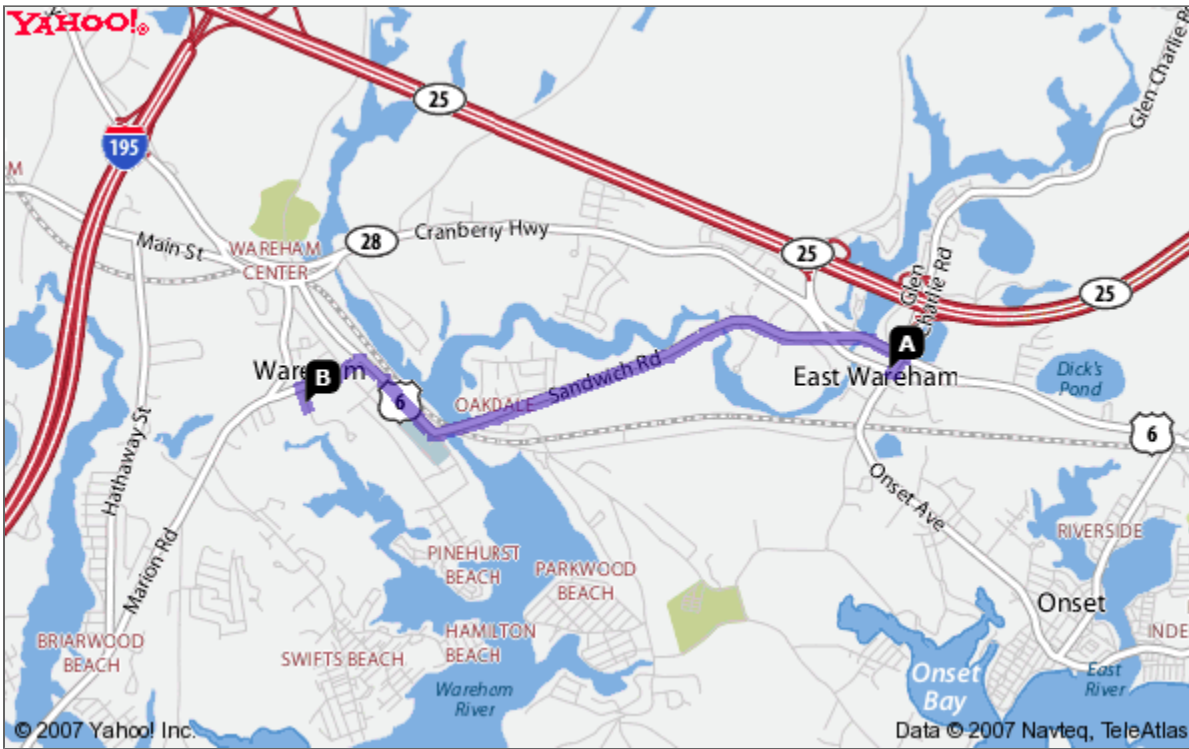 YAHOO!®
25
195
M
Main St
WAREHAM
CENTER
28
Cranberry Hwy
25
Glen Charlie Rd
Glen
Charlie Rd
25
A
East Wareham
Dick's
Pond
6
Wareham
B
6
OAKDALE
Sandwich Rd
Hathaway St
Marion Rd
Onset Ave
RIVERSIDE
PINEHURST
BEACH
PARKWOOD
BEACH
Onset
BRIARWOOD
BEACH
SWIFTS BEACH
HAMILTON
BEACH
INDE
Onset
Bay
East
River
Wareham
River
© 2007 Yahoo! Inc.
Data © 2007 Navteq, TeleAtlas